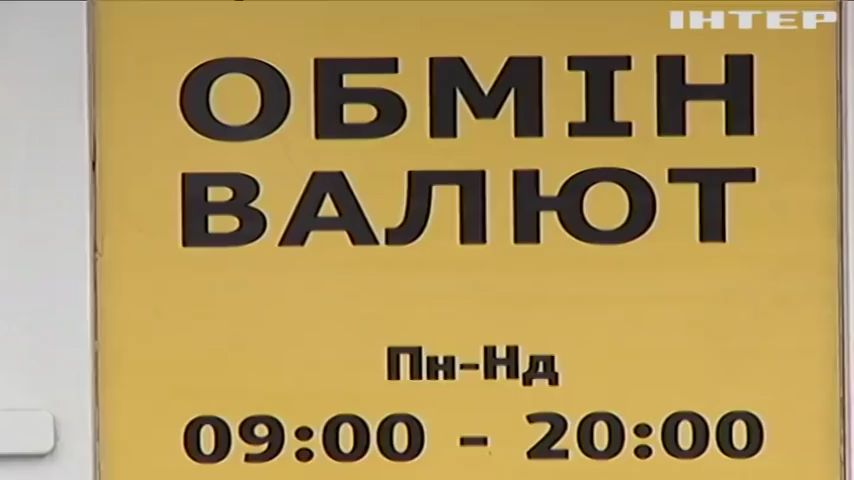 ІНТЕР
ОБМІН
ВАЛЮТ
Пн-Нд
09:00 - 20:00